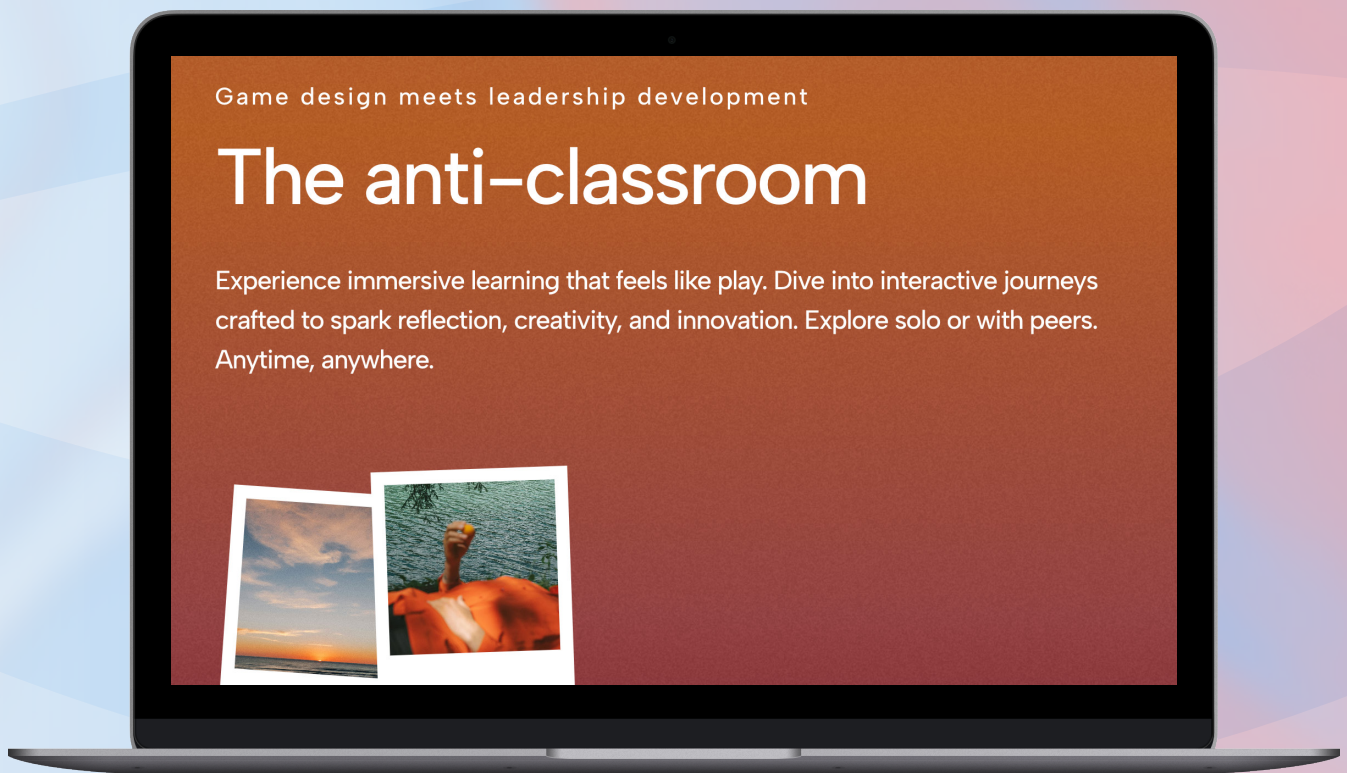 Game design meets leadership development
The anti-classroom
Experience immersive learning that feels like play. Dive into interactive journeys
crafted to spark reflection, creativity, and innovation. Explore solo or with peers.
Anytime, anywhere.